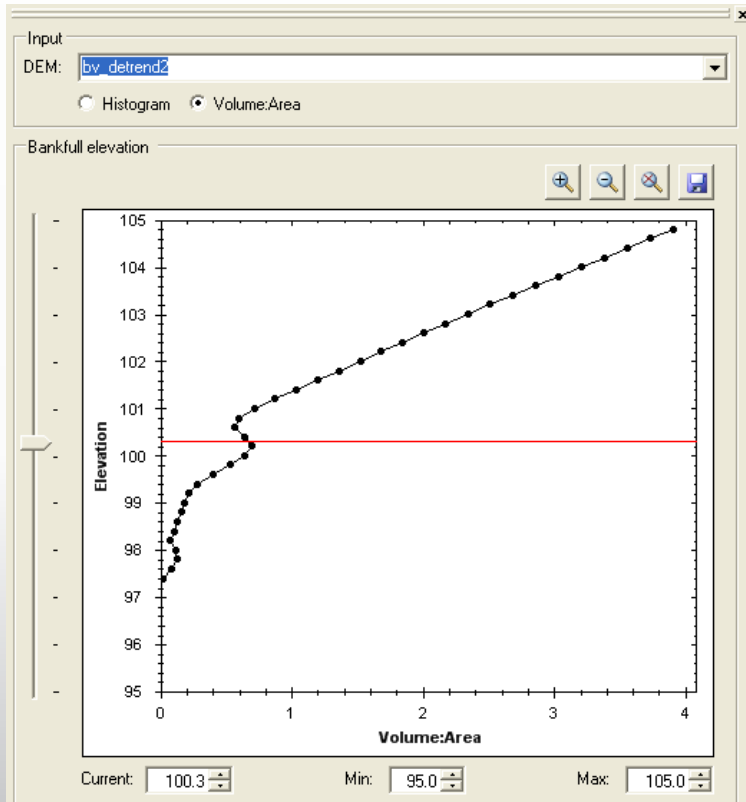 Input
DEM: bv_detrend2
Histogram Volume:Area
Bankfull elevation
105
104
103
102
101
100
99
98
97
96
95
Elevation
0 1 2 3 4
Volume:Area
Current: 100.3 Min: 95.0 Max: 105.0